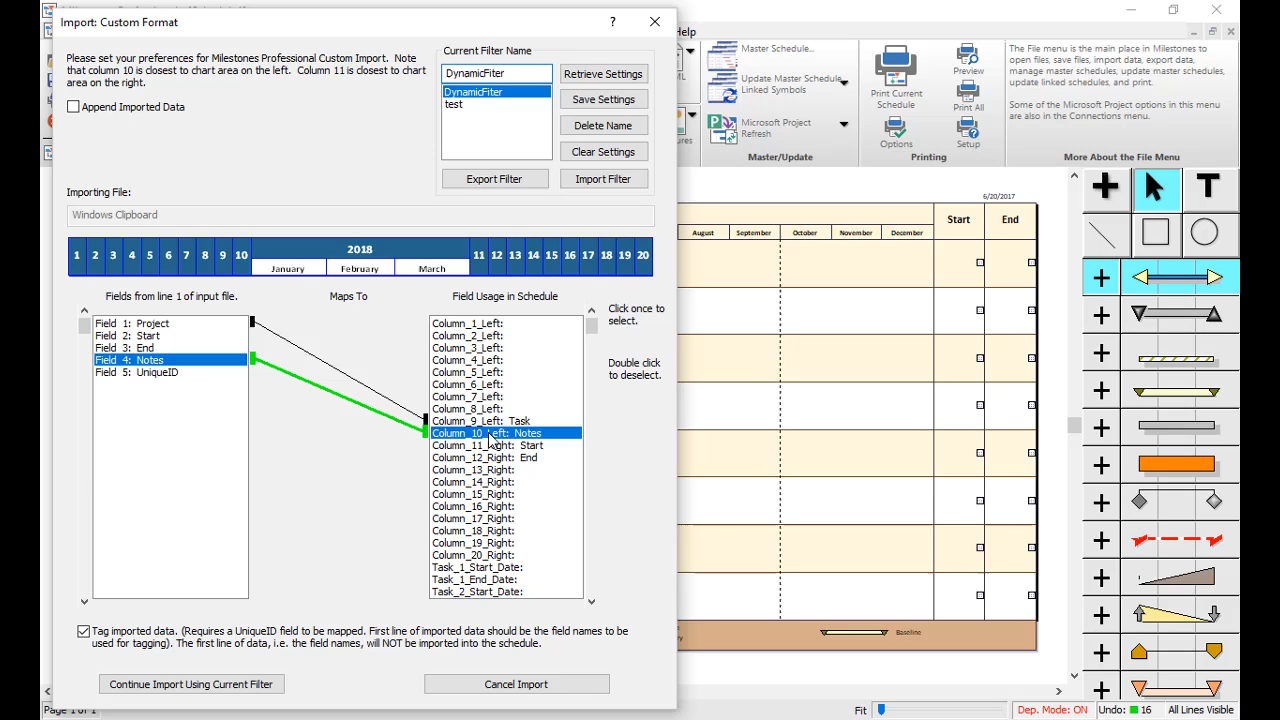 Import: Custom Format
?
Please set your preferences for Milestones Professional Custom Import. Note
that column 10 is closest to chart area on the left. Column 11 is closest to chart
area on the right.
Append Imported Data
Current Filter Name
DynamicFiter
DynamicFiter
test
Retrieve Settings
Save Settings
Delete Name
Clear Settings
Export Filter
Import Filter
Importing File:
Windows Clipboard
1 2 3 4 5 6 7 8 9 10
2018
January February March
11 12 13 14 15 16 17 18 19 20
Fields from line 1 of input file.
Maps To
Field Usage in Schedule
Field 1: Project
Field 2: Start
Field 3: End
Field 4: Notes
Field 5: UniqueID
Column_1_Left:
Column_2_Left:
Column_3_Left:
Column_4_Left:
Column_5_Left:
Column_6_Left:
Column_7_Left:
Column_8_Left:
Column_9_Left: Task
Column_10_Left: Notes
Column_11_Right: Start
Column_12_Right: End
Column_13_Right:
Column_14_Right:
Column_15_Right:
Column_16_Right:
Column_17_Right:
Column_18_Right:
Column_19_Right:
Column_20_Right:
Task_1_Start_Date:
Task_1_End_Date:
Task_2_Start_Date:
Click once to
select.
Double click
to deselect.
Tag imported data. (Requires a UniqueID field to be mapped. First line of imported data should be the field names to be
used for tagging). The first line of data, i.e. the field names, will NOT be imported into the schedule.
Continue Import Using Current Filter
Cancel Import
Help
Master Schedule...
Update Master Schedule
Linked Symbols
Microsoft Project
Refresh
Master/Update
Print Current
Schedule
Options
Preview
Print All
Setup
Printing
The File menu is the main place in Milestones to
open files, save files, import data, export data,
manage master schedules, update master schedules,
update linked schedules, and print.
Some of the Microsoft Project options in this menu
are also in the Connections menu.
More About the File Menu
6/20/2017
Start End
August September October November December
Baseline
T
Page 1 of 1
Fit
Dep. Mode: ON
Undo: 16
All Lines Visible